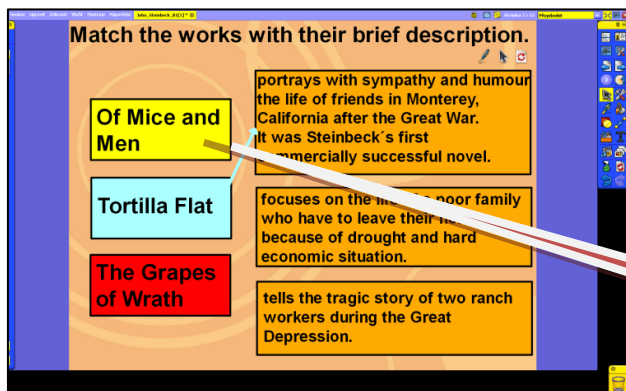 John_Steinbeck_III[1] *
Match the works with their brief description.
Of Mice and
Men
Tortilla Flat
The Grapes
of Wrath
portrays with sympathy and humour
the life of friends in Monterey,
California after the Great War.
It was Steinbeck´s first
commercially successful novel.
focuses on the life poor family
who have to leave their
because of drought and hard
economic situation.
tells the tragic story of two ranch
workers during the Great
Depression.